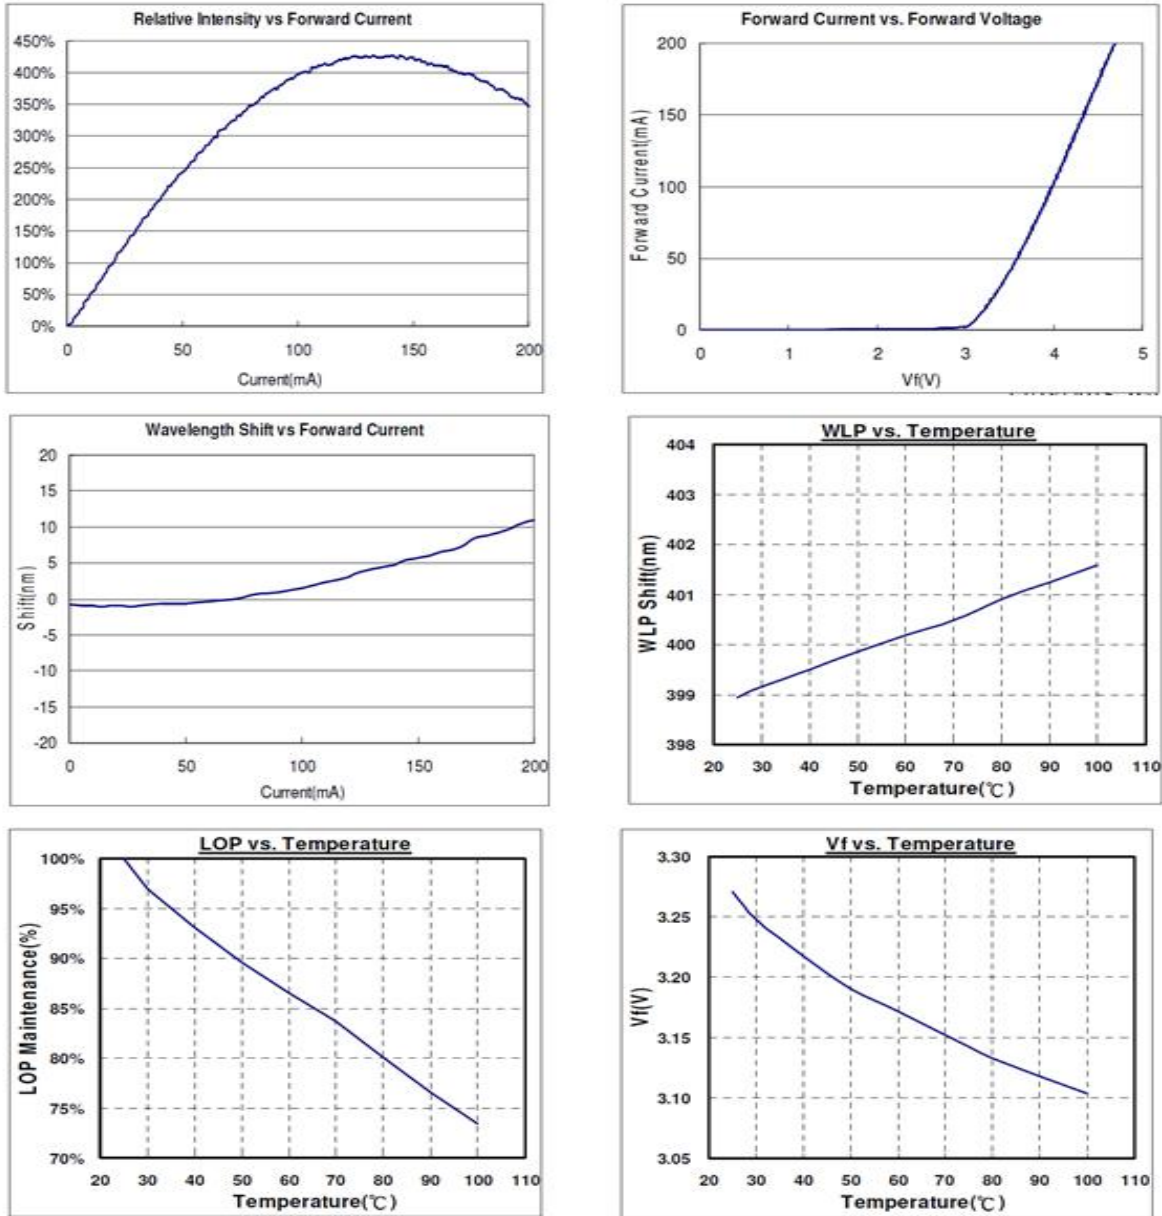 Relative Intensity vs Forward Current
450%
400%
350%
300%
250%
200%
150%
100%
50%
0%
0 50 100 150 200
Current(mA)
Forward Current vs. Forward Voltage
Forward Current(mA)
200
150
100
50
0
0 1 2 3 4 5
Vf(V)
Wavelength Shift vs Forward Current
Shift(nm)
20
15
10
5
0
-5
-10
-15
-20
0 50 100 150 200
Current(mA)
WLP vs. Temperature
WLP Shift(nm)
404
403
402
401
400
399
398
20 30 40 50 60 70 80 90 100 110
Temperature(℃)
LOP vs. Temperature
LOP Maintenance(%)
100%
95%
90%
85%
80%
75%
70%
20 30 40 50 60 70 80 90 100 110
Temperature(℃)
Vf vs. Temperature
Vf(V)
3.30
3.25
3.20
3.15
3.10
3.05
20 30 40 50 60 70 80 90 100 110
Temperature(℃)